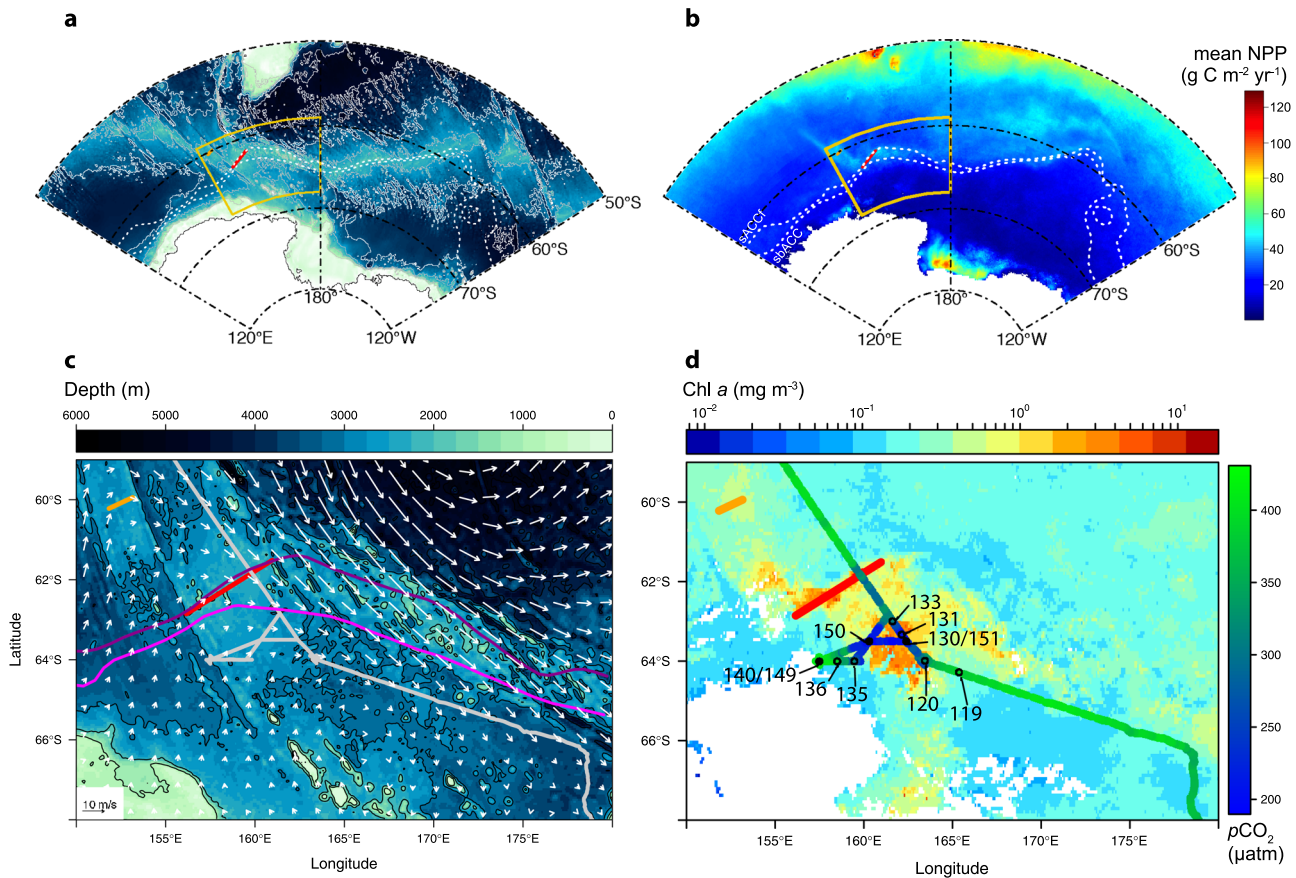 a
50°S
60°S
70°S
180°
120°E
120°W
b
mean NPP
(g C m⁻² yr⁻¹)
120
100
80
60
40
20
sACCf
sbACC
60°S
70°S
180°
120°E
120°W
c
Depth (m)
6000 5000 4000 3000 2000 1000 0
60°S
62°S
64°S
66°S
Latitude
10 m/s
155°E 160°E 165°E 170°E 175°E
Longitude
d
Chl a (mg m⁻³)
10⁻² 10⁻¹ 10⁰ 10¹
60°S
62°S
64°S
66°S
133
131
150
130/151
140/149
136
135
120
119
155°E 160°E 165°E 170°E 175°E
Longitude
400
350
300
250
200
pCO₂
(µatm)